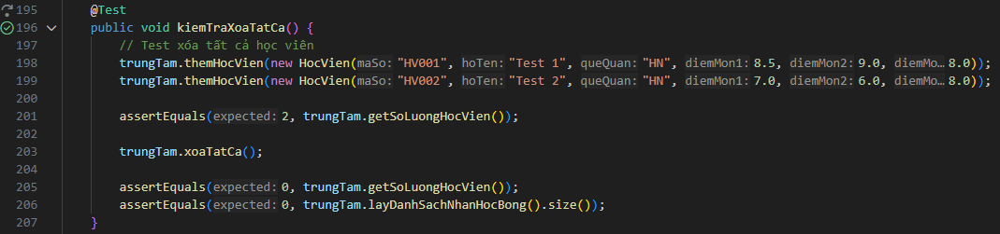 195 @Test
196 public void kiemTraXoaTatCa() {
197 // Test xóa tất cả học viên
198 trungTam.themHocVien(new HocVien(maSo: "HV001", hoTen: "Test 1", queQuan: "HN", diemMon1: 8.5, diemMon2: 9.0, diemMo… 8.0));
199 trungTam.themHocVien(new HocVien(maSo: "HV002", hoTen: "Test 2", queQuan: "HN", diemMon1: 7.0, diemMon2: 6.0, diemMo… 8.0));
200
201 assertEquals(expected: 2, trungTam.getSoLuongHocVien());
202
203 trungTam.xoaTatCa();
204
205 assertEquals(expected: 0, trungTam.getSoLuongHocVien());
206 assertEquals(expected: 0, trungTam.layDanhSachNhanHocBong().size());
207 }